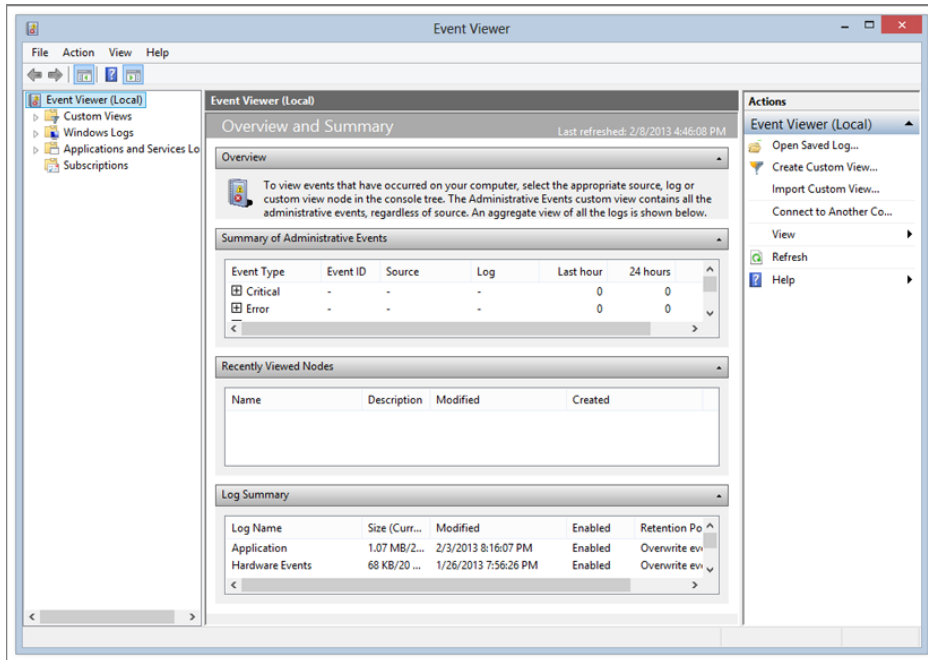 Event Viewer
File Action View Help
Event Viewer (Local)
Custom Views
Windows Logs
Applications and Services Lo
Subscriptions
Event Viewer (Local)
Overview and Summary Last refreshed: 2/8/2013 4:46:08 PM
Overview
To view events that have occurred on your computer, select the appropriate source, log or
custom view node in the console tree. The Administrative Events custom view contains all the
administrative events, regardless of source. An aggregate view of all the logs is shown below.
Summary of Administrative Events
Event Type Event ID Source Log Last hour 24 hours
Critical - - - 0 0
Error - - - 0 0
Recently Viewed Nodes
Name Description Modified Created
Log Summary
Log Name Size (Curr... Modified Enabled Retention Po
Application 1.07 MB/2... 2/3/2013 8:16:07 PM Enabled Overwrite eve
Hardware Events 68 KB/20 ... 1/26/2013 7:56:26 PM Enabled Overwrite eve
Actions
Event Viewer (Local)
Open Saved Log...
Create Custom View...
Import Custom View...
Connect to Another Co...
View
Refresh
Help